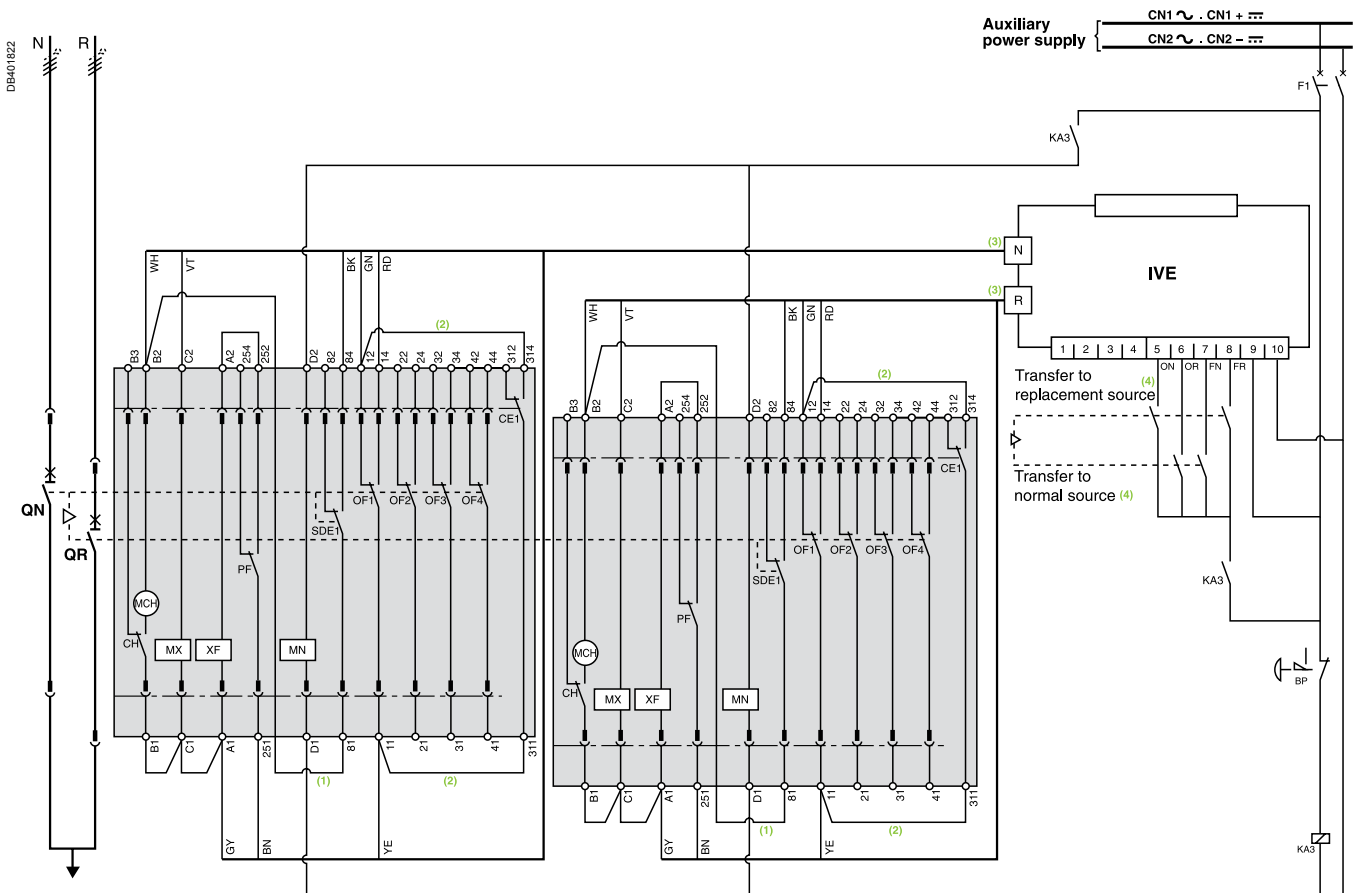 Auxiliary
power supply
CN1 ∿ . CN1 + ⎓
CN2 ∿ . CN2 – ⎓
DB401822
N
R
F1
KA3
(3)
N
(3)
R
IVE
WH
VT
BK
GN
RD
(2)
B3
B2
C2
A2
254
252
D2
82
84
12
14
22
24
32
34
42
44
312
314
CE1
OF1
OF2
OF3
OF4
SDE1
PF
MCH
CH
MX
XF
MN
B1
C1
A1
251
D1
81
11
21
31
41
311
(1)
(2)
GY
BN
YE
QN
QR
WH
VT
BK
GN
RD
(2)
B3
B2
C2
A2
254
252
D2
82
84
12
14
22
24
32
34
42
44
312
314
CE1
OF1
OF2
OF3
OF4
SDE1
PF
MCH
CH
MX
XF
MN
B1
C1
A1
251
D1
81
11
21
31
41
311
(1)
(2)
GY
BN
YE
1 2 3 4 5 6 7 8 9 10
ON OR FN FR
Transfer to
replacement source (4)
Transfer to
normal source (4)
KA3
BP
KA3